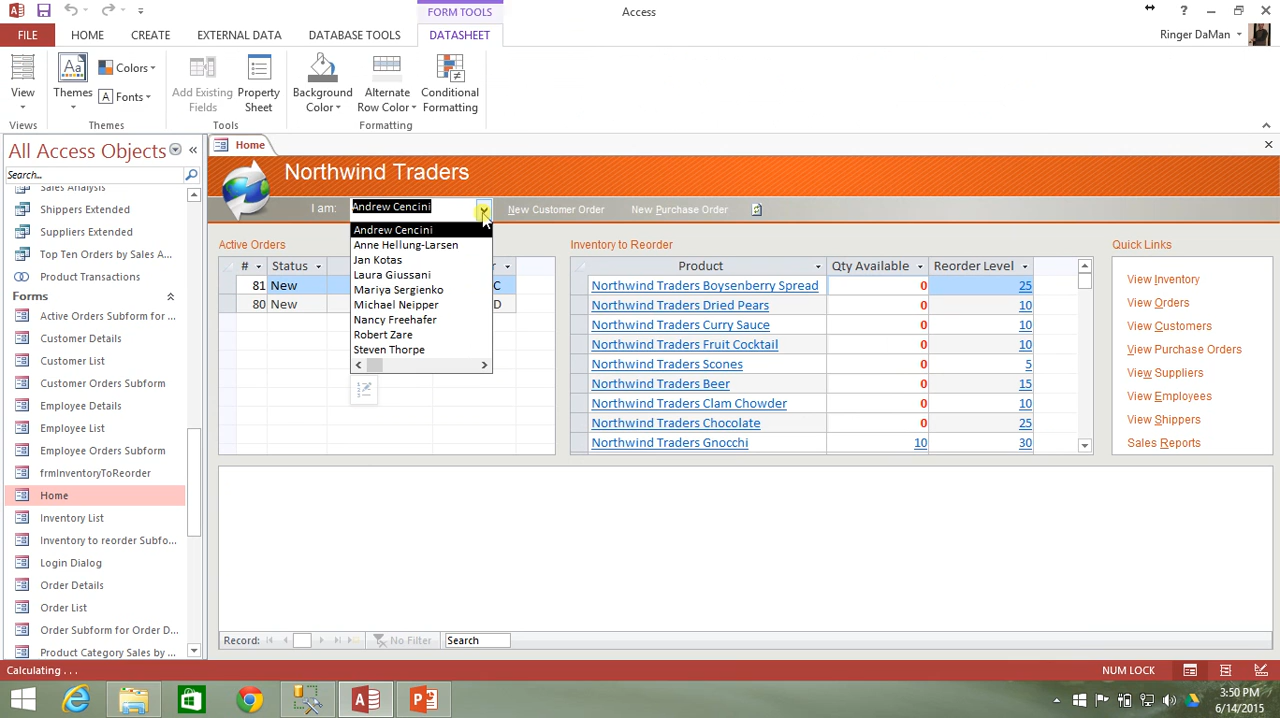 FORM TOOLS
Access
?
FILE
HOME
CREATE
EXTERNAL DATA
DATABASE TOOLS
DATASHEET
Ringer DaMan
View
Themes
Aa
Colors
A Fonts
Add Existing Fields
Property Sheet
Background Color
Alternate Row Color
Conditional Formatting
Views
Themes
Tools
Formatting
All Access Objects
Search...
Sales Analysis
Shippers Extended
Suppliers Extended
Top Ten Orders by Sales A...
Product Transactions
Forms
Active Orders Subform for ...
Customer Details
Customer List
Customer Orders Subform
Employee Details
Employee List
Employee Orders Subform
frmInventoryToReorder
Home
Inventory List
Inventory to reorder Subfo...
Login Dialog
Order Details
Order List
Order Subform for Order D...
Product Category Sales by ...
Home
Northwind Traders
I am:
Andrew Cencini
New Customer Order
New Purchase Order
Andrew Cencini
Anne Hellung-Larsen
Jan Kotas
Laura Giussani
Mariya Sergienko
Michael Neipper
Nancy Freehafer
Robert Zare
Steven Thorpe
Active Orders
# Status r
81 New C
80 New D
Inventory to Reorder
Product Qty Available Reorder Level
Northwind Traders Boysenberry Spread 0 25
Northwind Traders Dried Pears 0 10
Northwind Traders Curry Sauce 0 10
Northwind Traders Fruit Cocktail 0 10
Northwind Traders Scones 0 5
Northwind Traders Beer 0 15
Northwind Traders Clam Chowder 0 10
Northwind Traders Chocolate 0 25
Northwind Traders Gnocchi 10 30
Quick Links
View Inventory
View Orders
View Customers
View Purchase Orders
View Suppliers
View Employees
View Shippers
Sales Reports
Record:
No Filter
Search
Calculating . . .
NUM LOCK
3:50 PM
6/14/2015